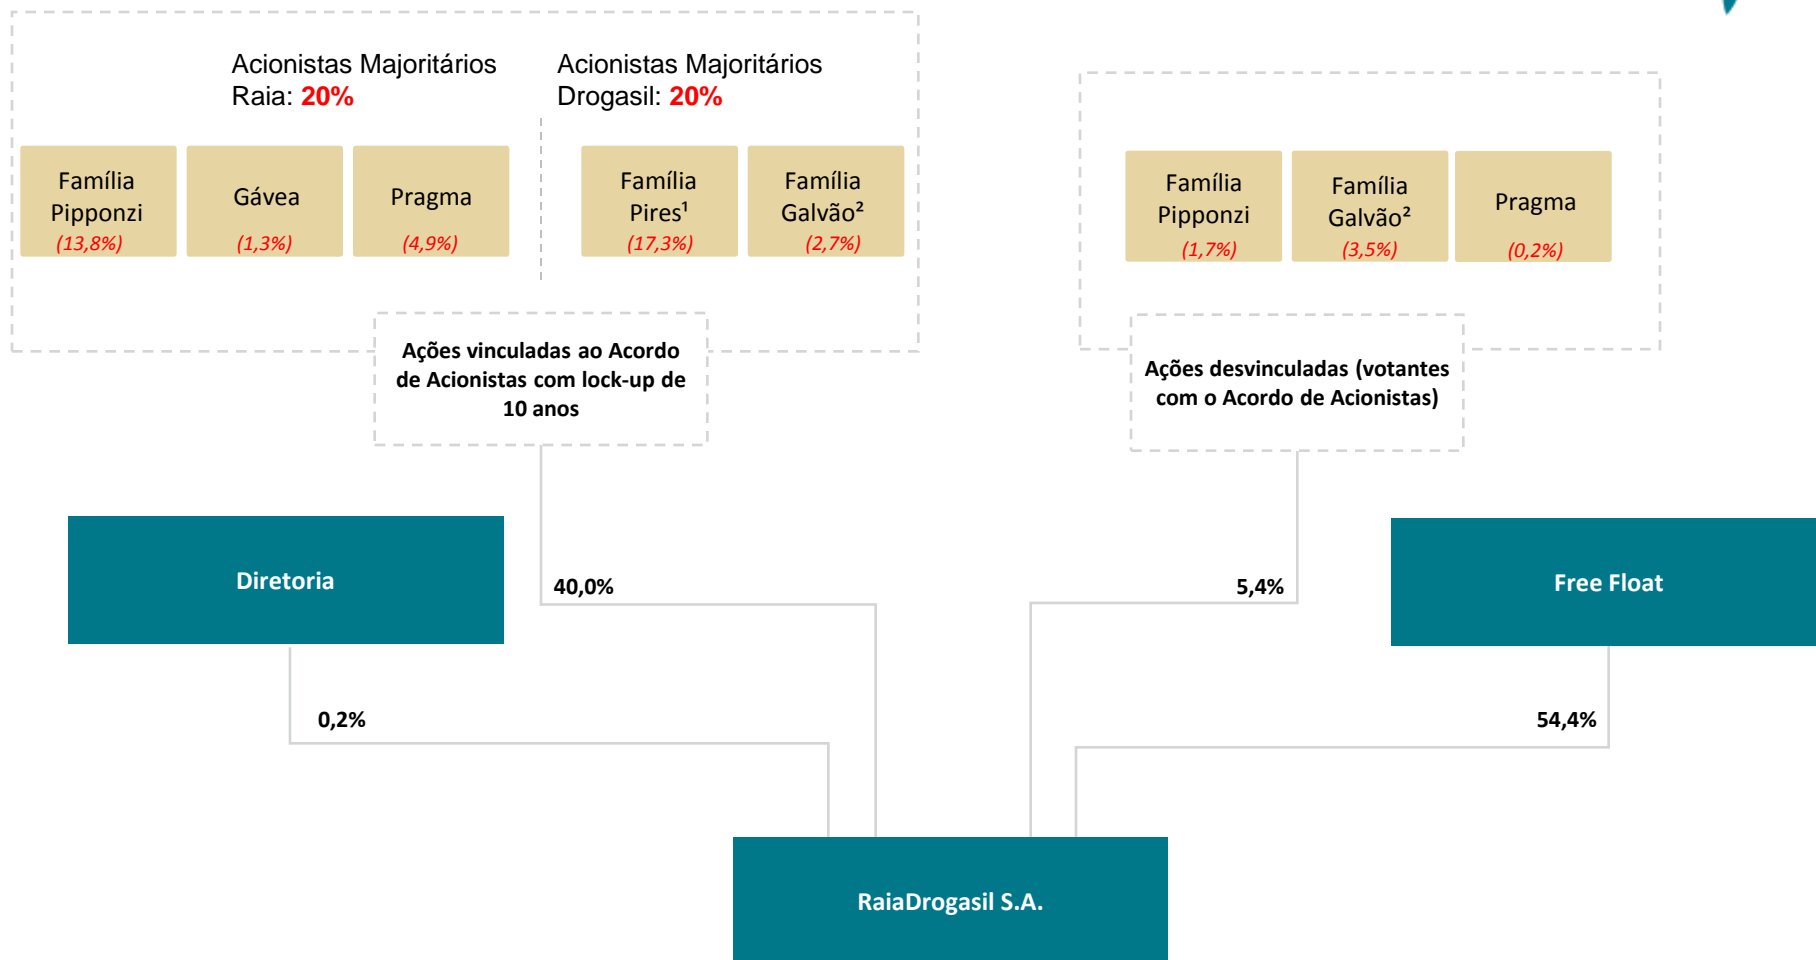 Acionistas Majoritários
Raia: 20%
Acionistas Majoritários
Drogasil: 20%
Família
Pipponzi
(13,8%)
Gávea
(1,3%)
Pragma
(4,9%)
Família
Pires¹
(17,3%)
Família
Galvão²
(2,7%)
Família
Pipponzi
(1,7%)
Família
Galvão²
(3,5%)
Pragma
(0,2%)
Ações vinculadas ao Acordo
de Acionistas com lock-up de
10 anos
Ações desvinculadas (votantes
com o Acordo de Acionistas)
Diretoria
40,0%
5,4%
Free Float
0,2%
54,4%
RaiaDrogasil S.A.